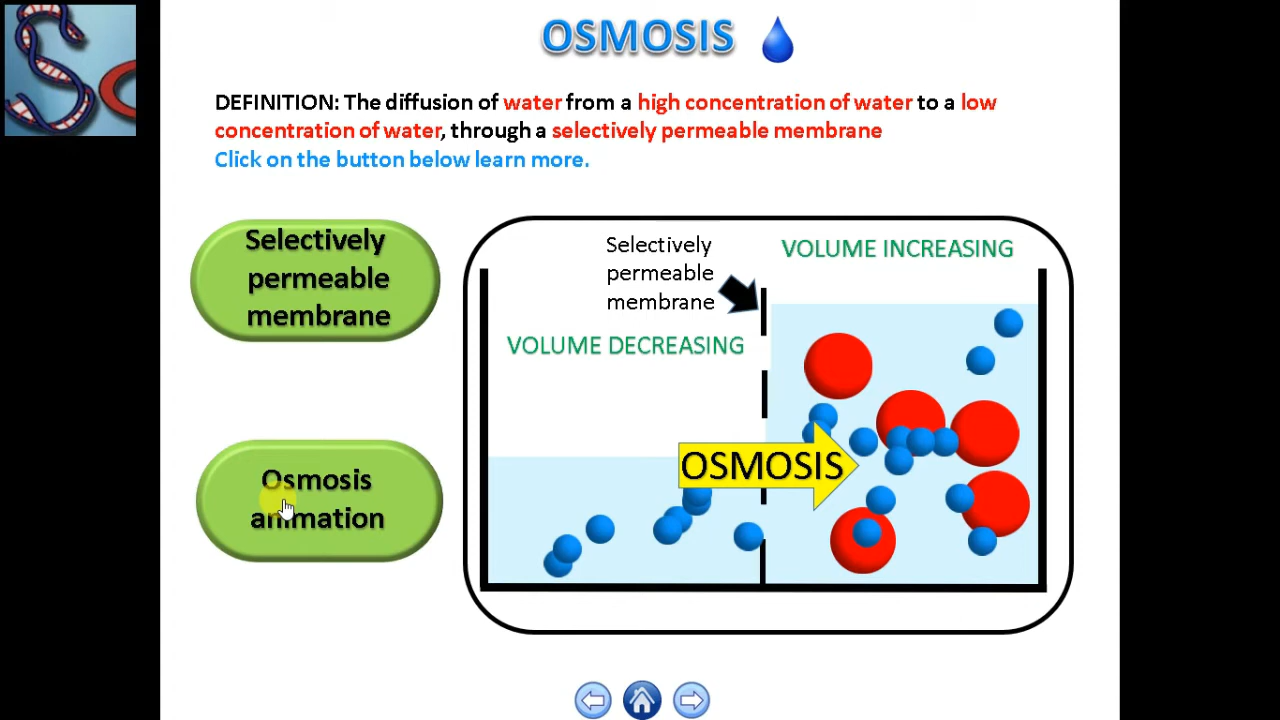 OSMOSIS
DEFINITION: The diffusion of water from a high concentration of water to a low
concentration of water, through a selectively permeable membrane
Click on the button below learn more.
Selectively
permeable
membrane
Osmosis
animation
Selectively
permeable
membrane
VOLUME INCREASING
VOLUME DECREASING
OSMOSIS